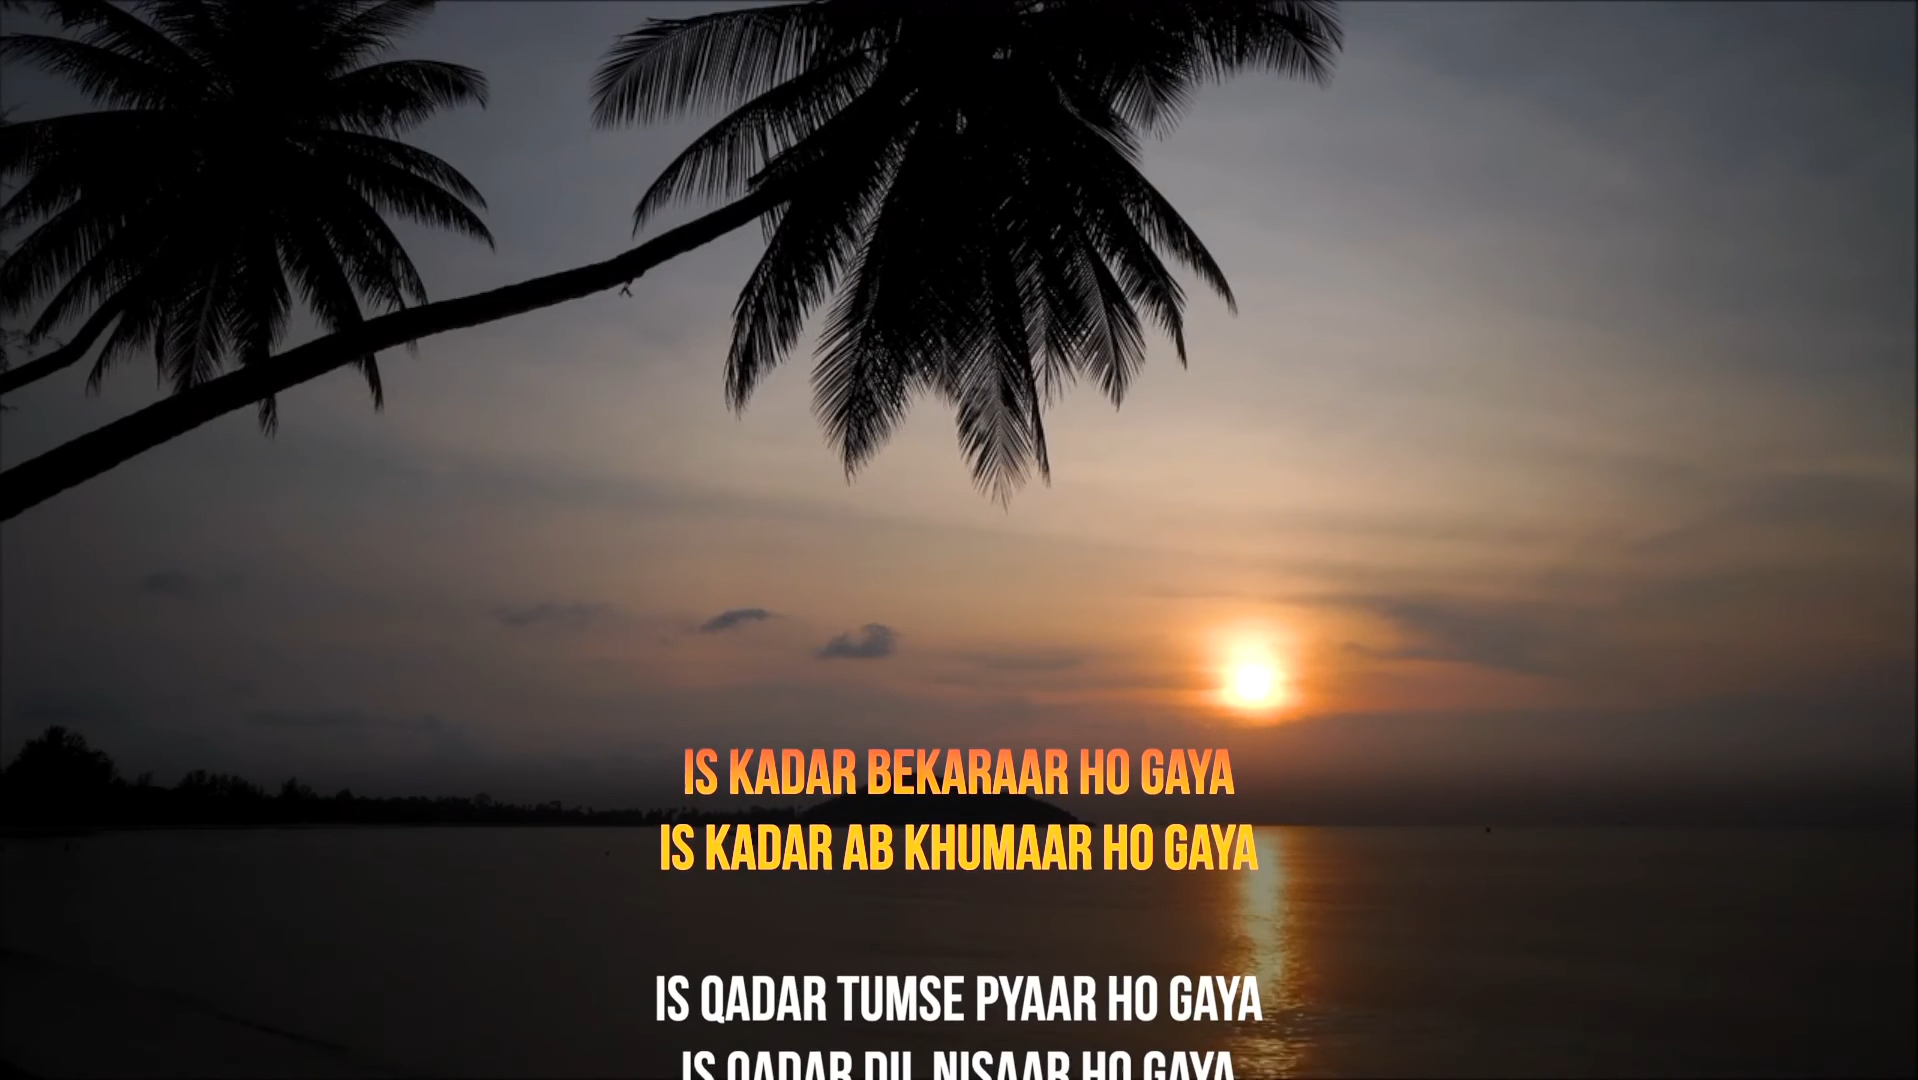 IS KADAR BEKARAAR HO GAYA
IS KADAR AB KHUMAAR HO GAYA
IS QADAR TUMSE PYAAR HO GAYA
IS QADAR DIL NISAAR HO GAYA